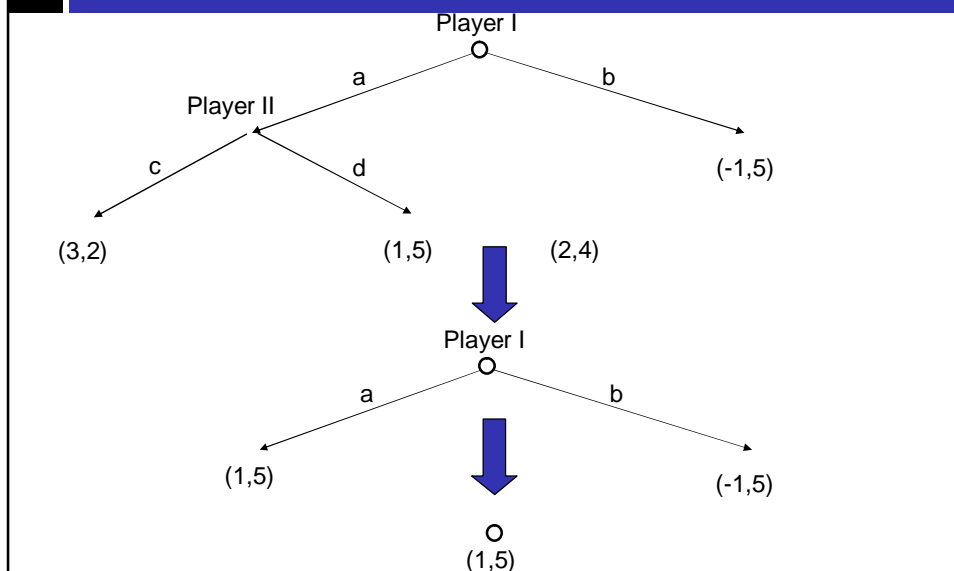 Player I
a
b
Player II
c
d
(-1,5)
(3,2)
(1,5)
(2,4)
Player I
a
b
(1,5)
(-1,5)
(1,5)